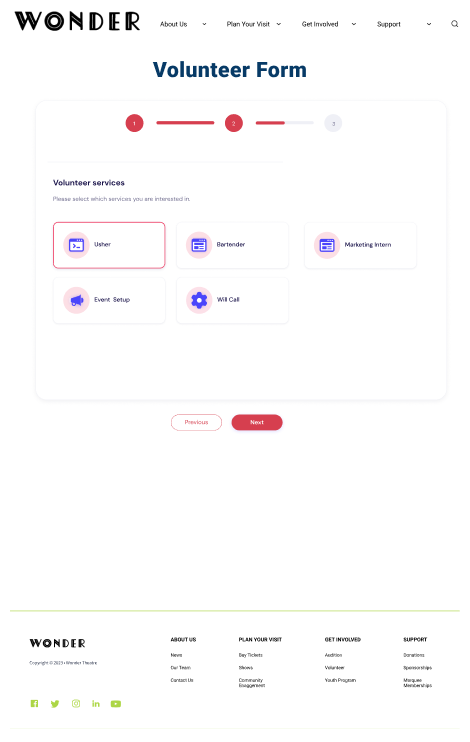 WONDER
About Us
Plan Your Visit
Get Involved
Support
Volunteer Form
1
2
3
Volunteer services
Please select which services you are interested in.
Usher
Bartender
Marketing Intern
Event Setup
Will Call
Previous
Next
WONDER
Copyright © 2023 • Wonder Theatre
ABOUT US
News
Our Team
Contact Us
PLAN YOUR VISIT
Buy Tickets
Shows
Community
Enaggement
GET INVOLVED
Audition
Volunteer
Youth Program
SUPPORT
Donations
Sponsorships
Marquee
Memberships